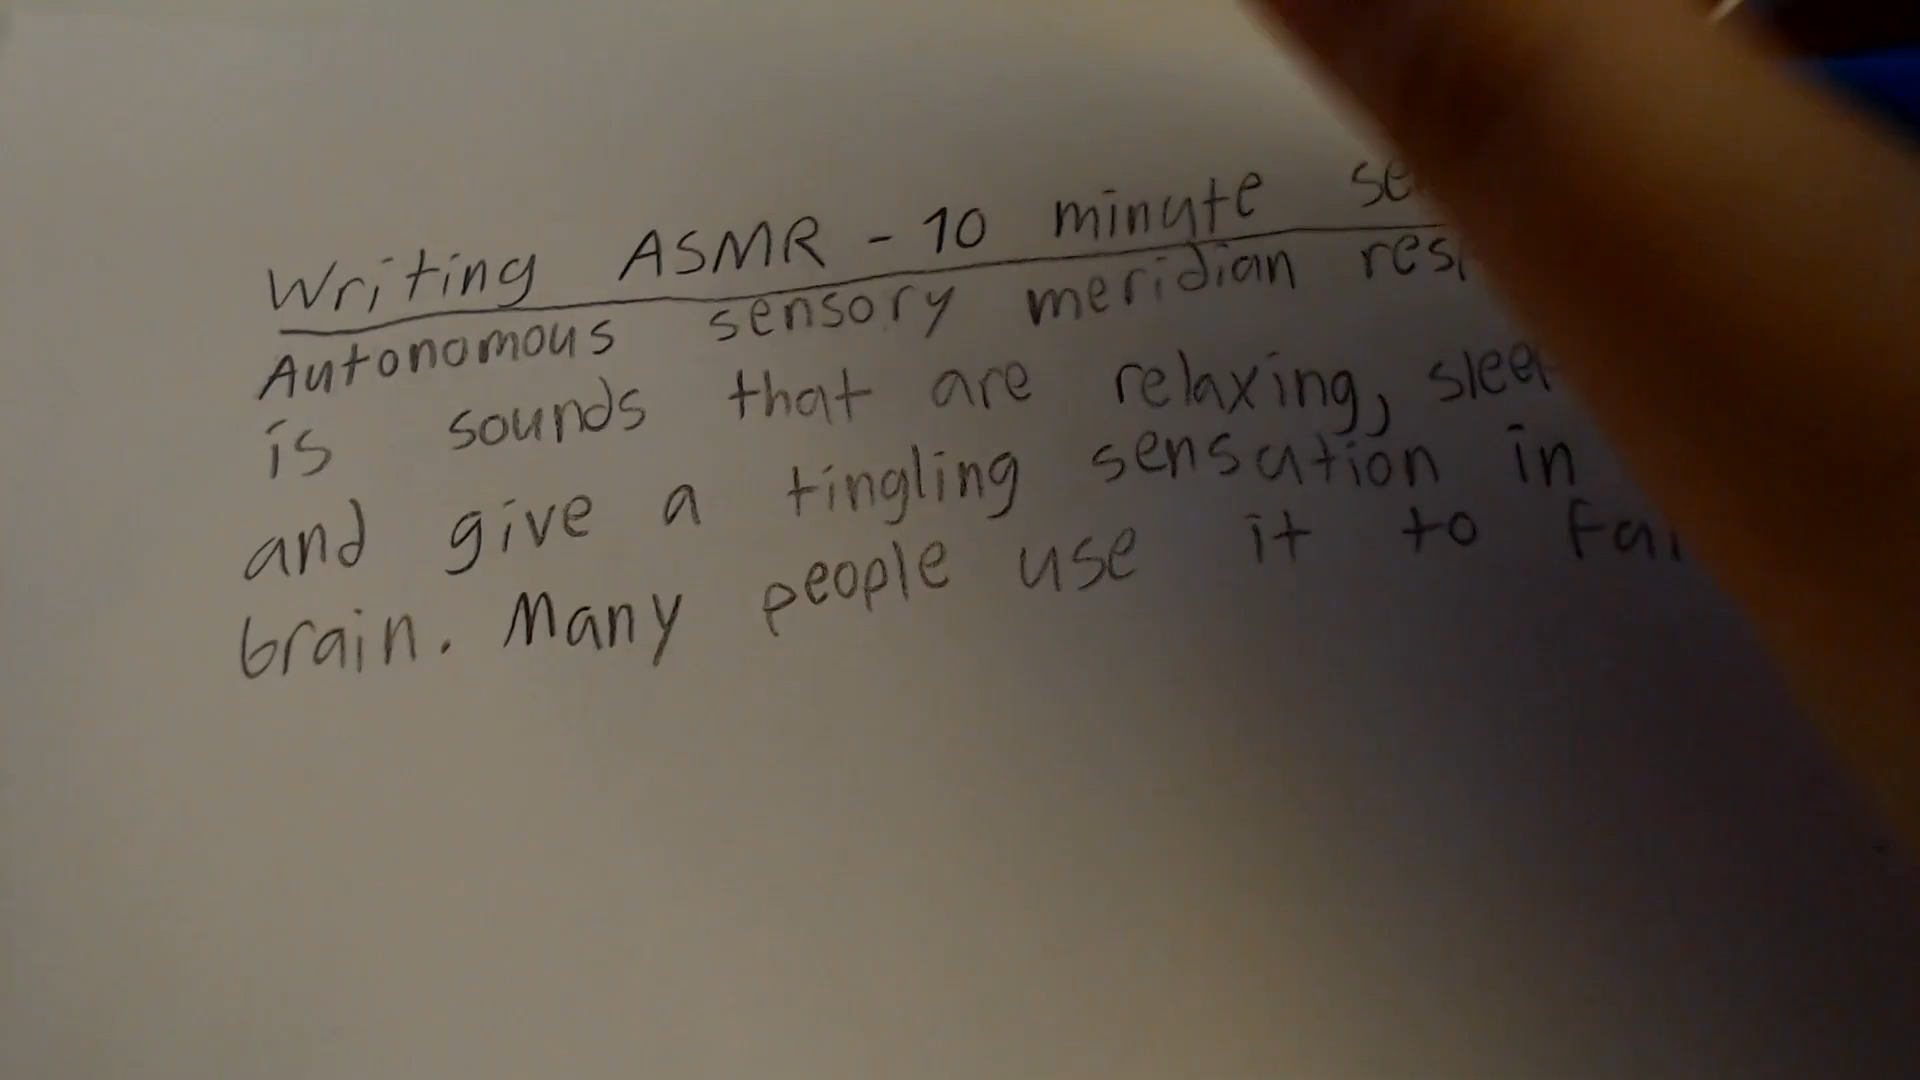 Writing ASMR - 10 minute
Autonomous sensory meridian
is sounds that are relaxing,
and give a tingling sensation in
brain. Many people use it to